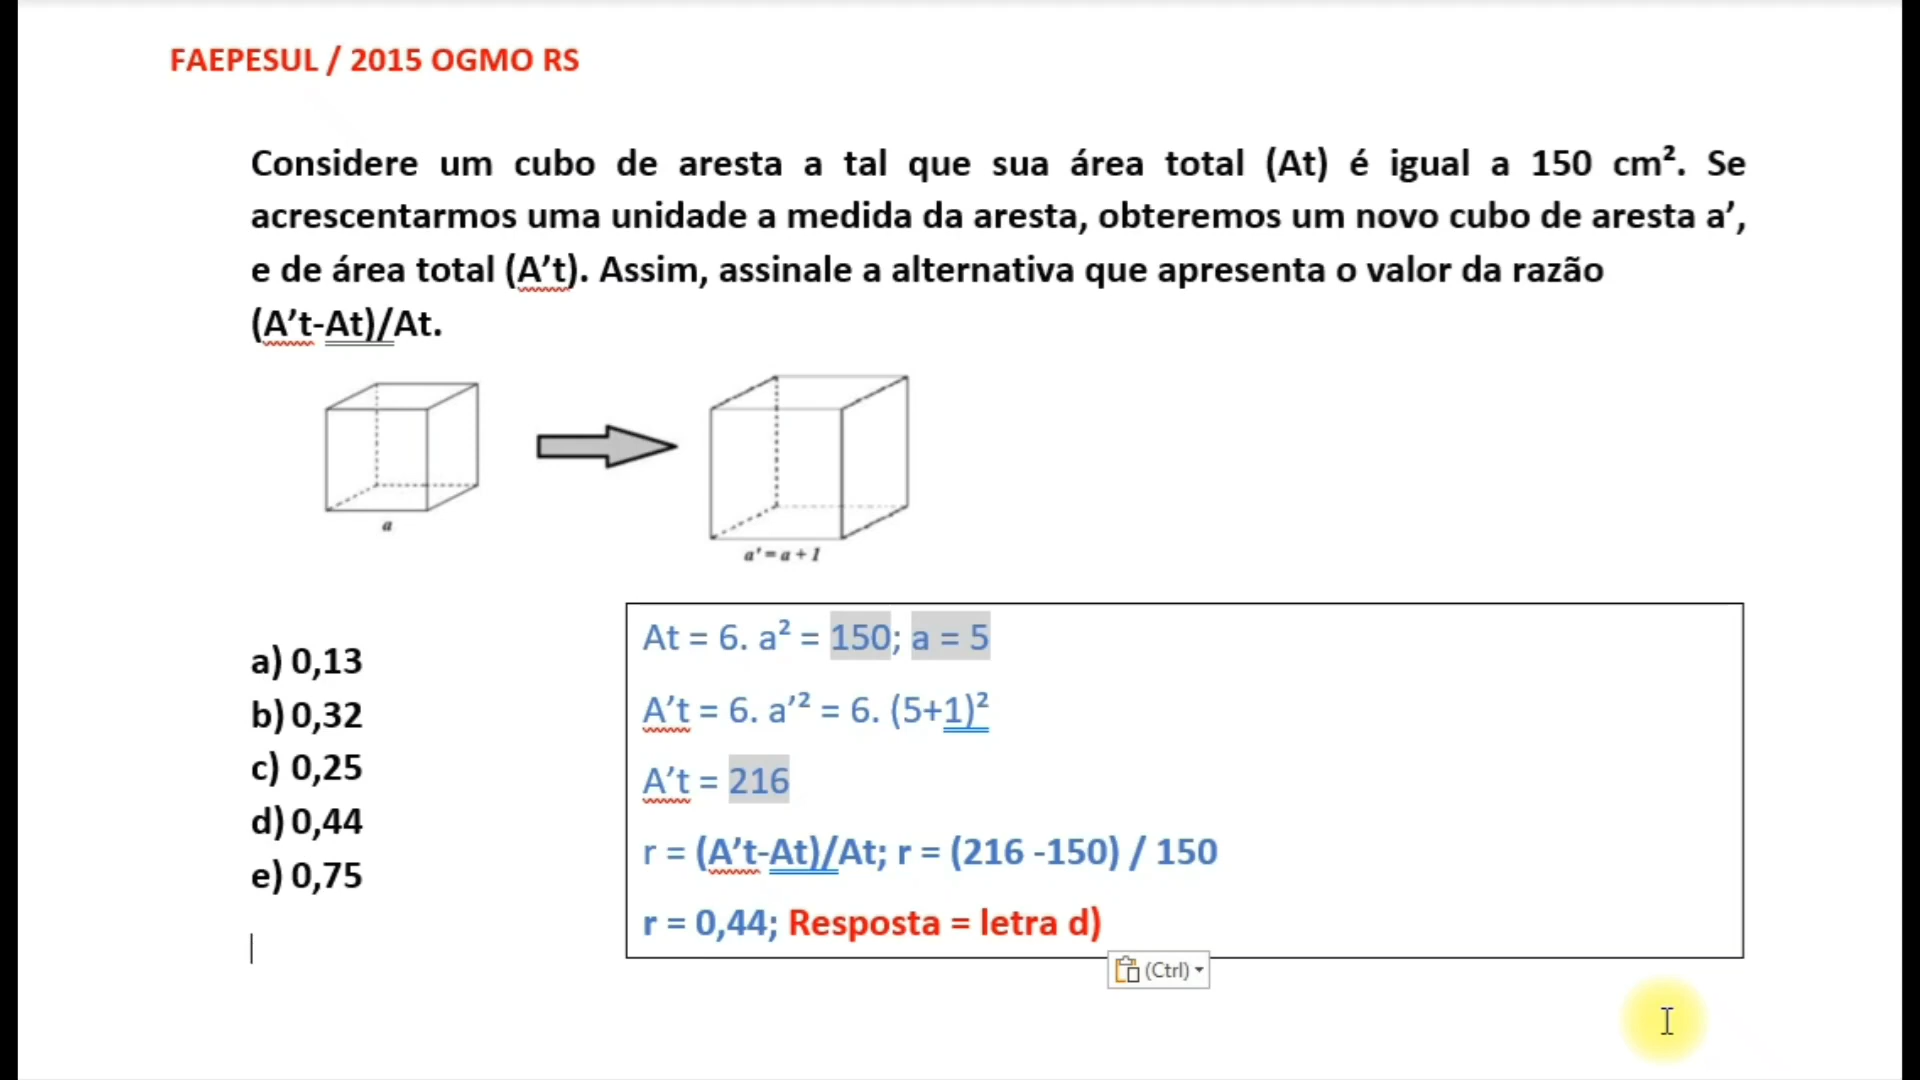 FAEPESUL / 2015 OGMO RS
Considere um cubo de aresta a tal que sua área total (At) é igual a 150 cm². Se
acrescentarmos uma unidade a medida da aresta, obteremos um novo cubo de aresta a’,
e de área total (A’t). Assim, assinale a alternativa que apresenta o valor da razão
(A’t-At)/At.
a
a' = a + 1
a) 0,13
b) 0,32
c) 0,25
d) 0,44
e) 0,75
At = 6. a² = 150; a = 5
A’t = 6. a’² = 6. (5+1)²
A’t = 216
r = (A’t-At)/At; r = (216 -150) / 150
r = 0,44; Resposta = letra d)
(Ctrl)